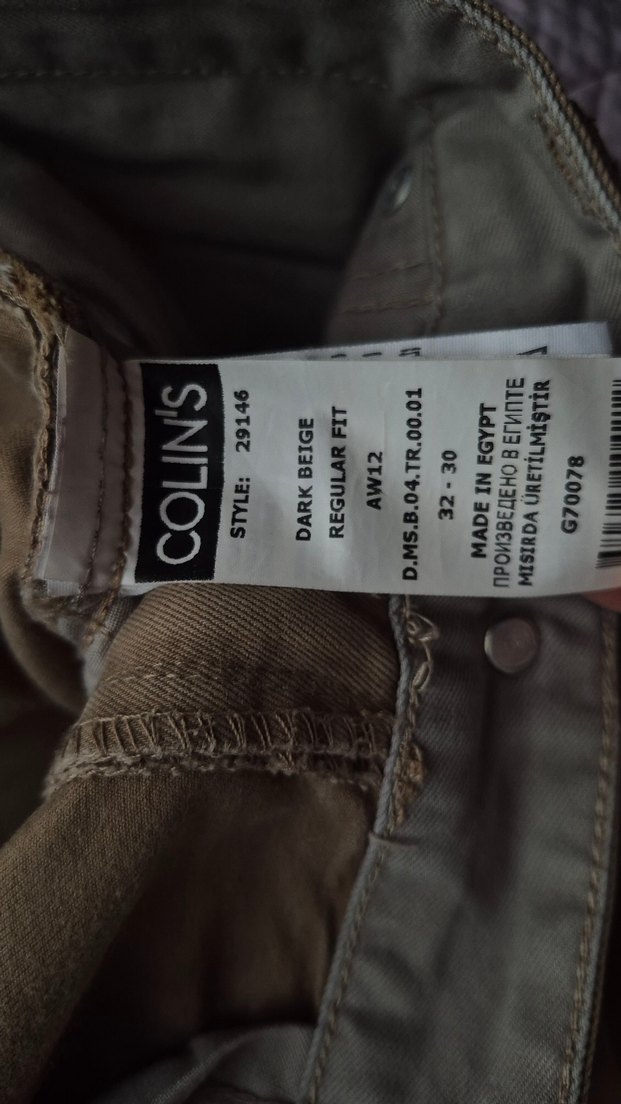 COLIN'S
STYLE: 29146
DARK BEIGE
REGULAR FIT
AW12
D.MS.B.04.TR.00.01
32 - 30
MADE IN EGYPT
ПРОИЗВЕДЕНО В ЕГИПТЕ
MISIRDA ÜRETİLMİŞTİR
G70078